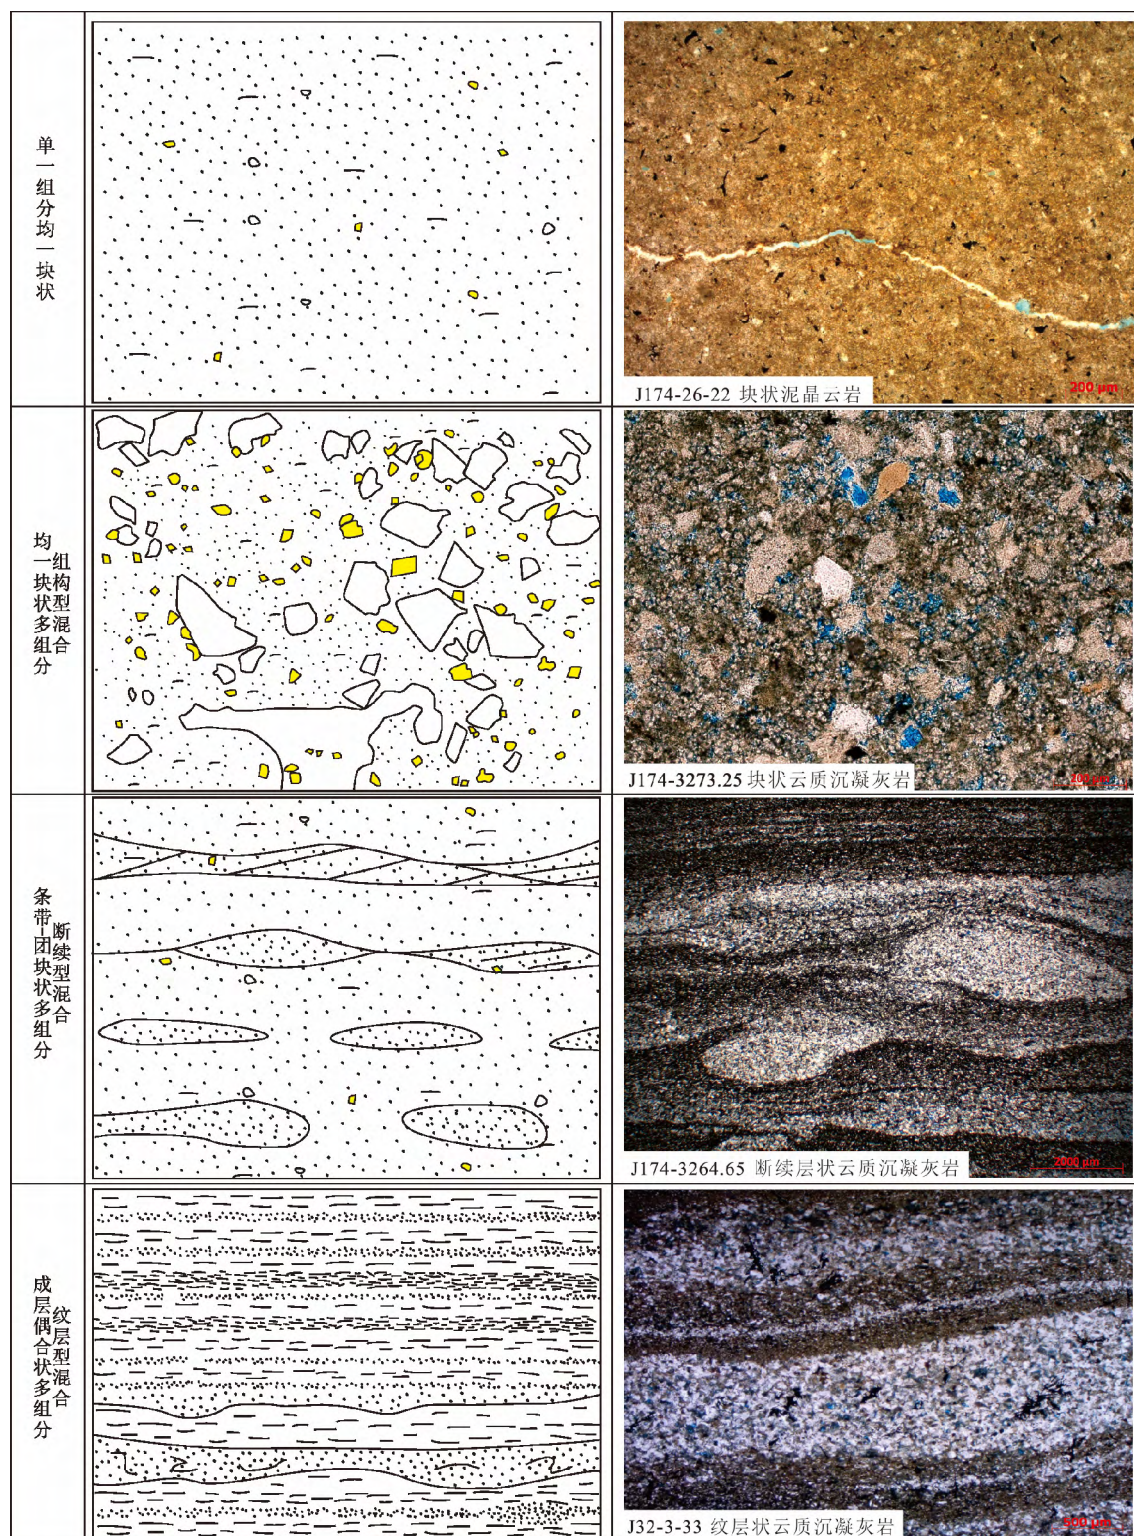 单一组分均一块状
J174-26-22 块状泥晶云岩
200 μm
均一块状多组分
组构型混合
J174-3273.25 块状云质沉凝灰岩
200 μm
条带-团块状多组分
断续型混合
J174-3264.65 断续层状云质沉凝灰岩
2000 μm
成层偶合状多组分
纹层型混合
J32-3-33 纹层状云质沉凝灰岩
500 μm